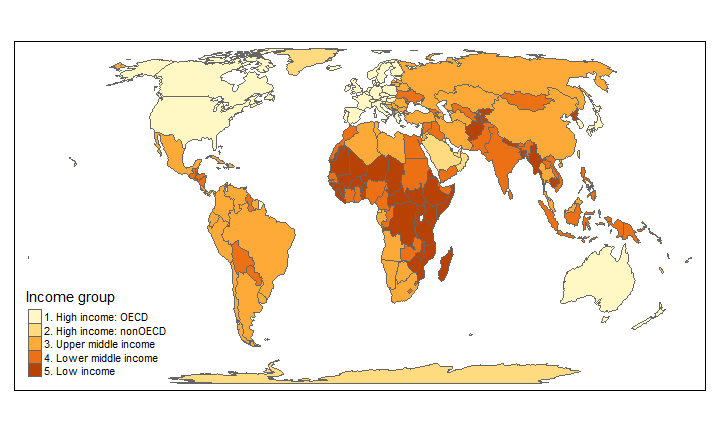 Income group
1. High income: OECD
2. High income: nonOECD
3. Upper middle income
4. Lower middle income
5. Low income